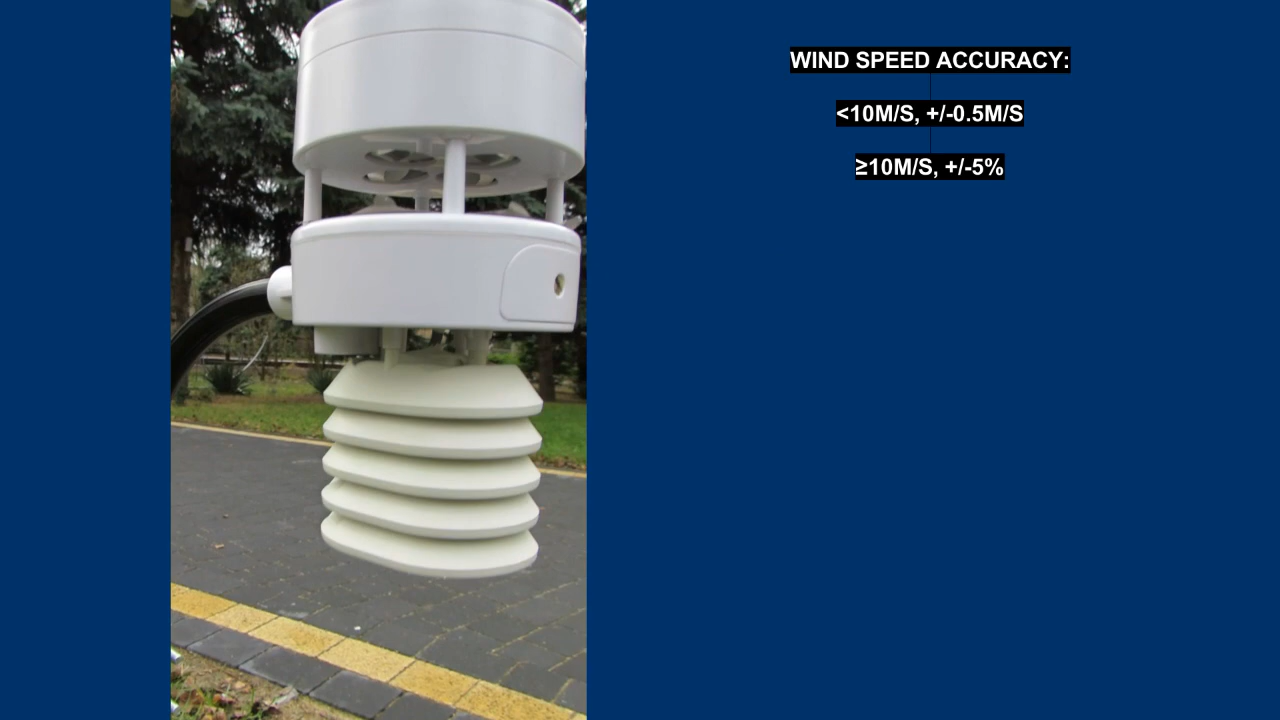 WIND SPEED ACCURACY:
<10M/S, +/-0.5M/S
≥10M/S, +/-5%